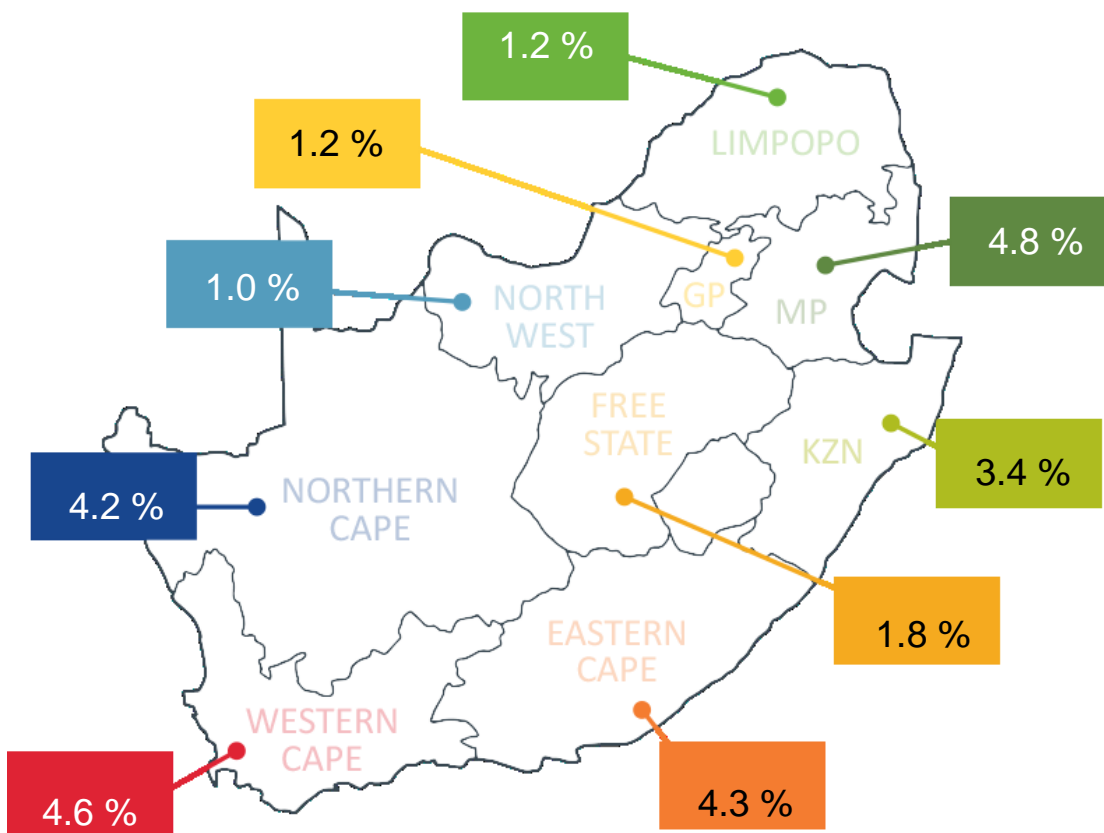 1.2 %
LIMPOPO
1.2 %
4.8 %
1.0 %
NORTH
WEST
GP
MP
FREE
STATE
KZN
3.4 %
4.2 %
NORTHERN
CAPE
1.8 %
EASTERN
CAPE
WESTERN
CAPE
4.6 %
4.3 %